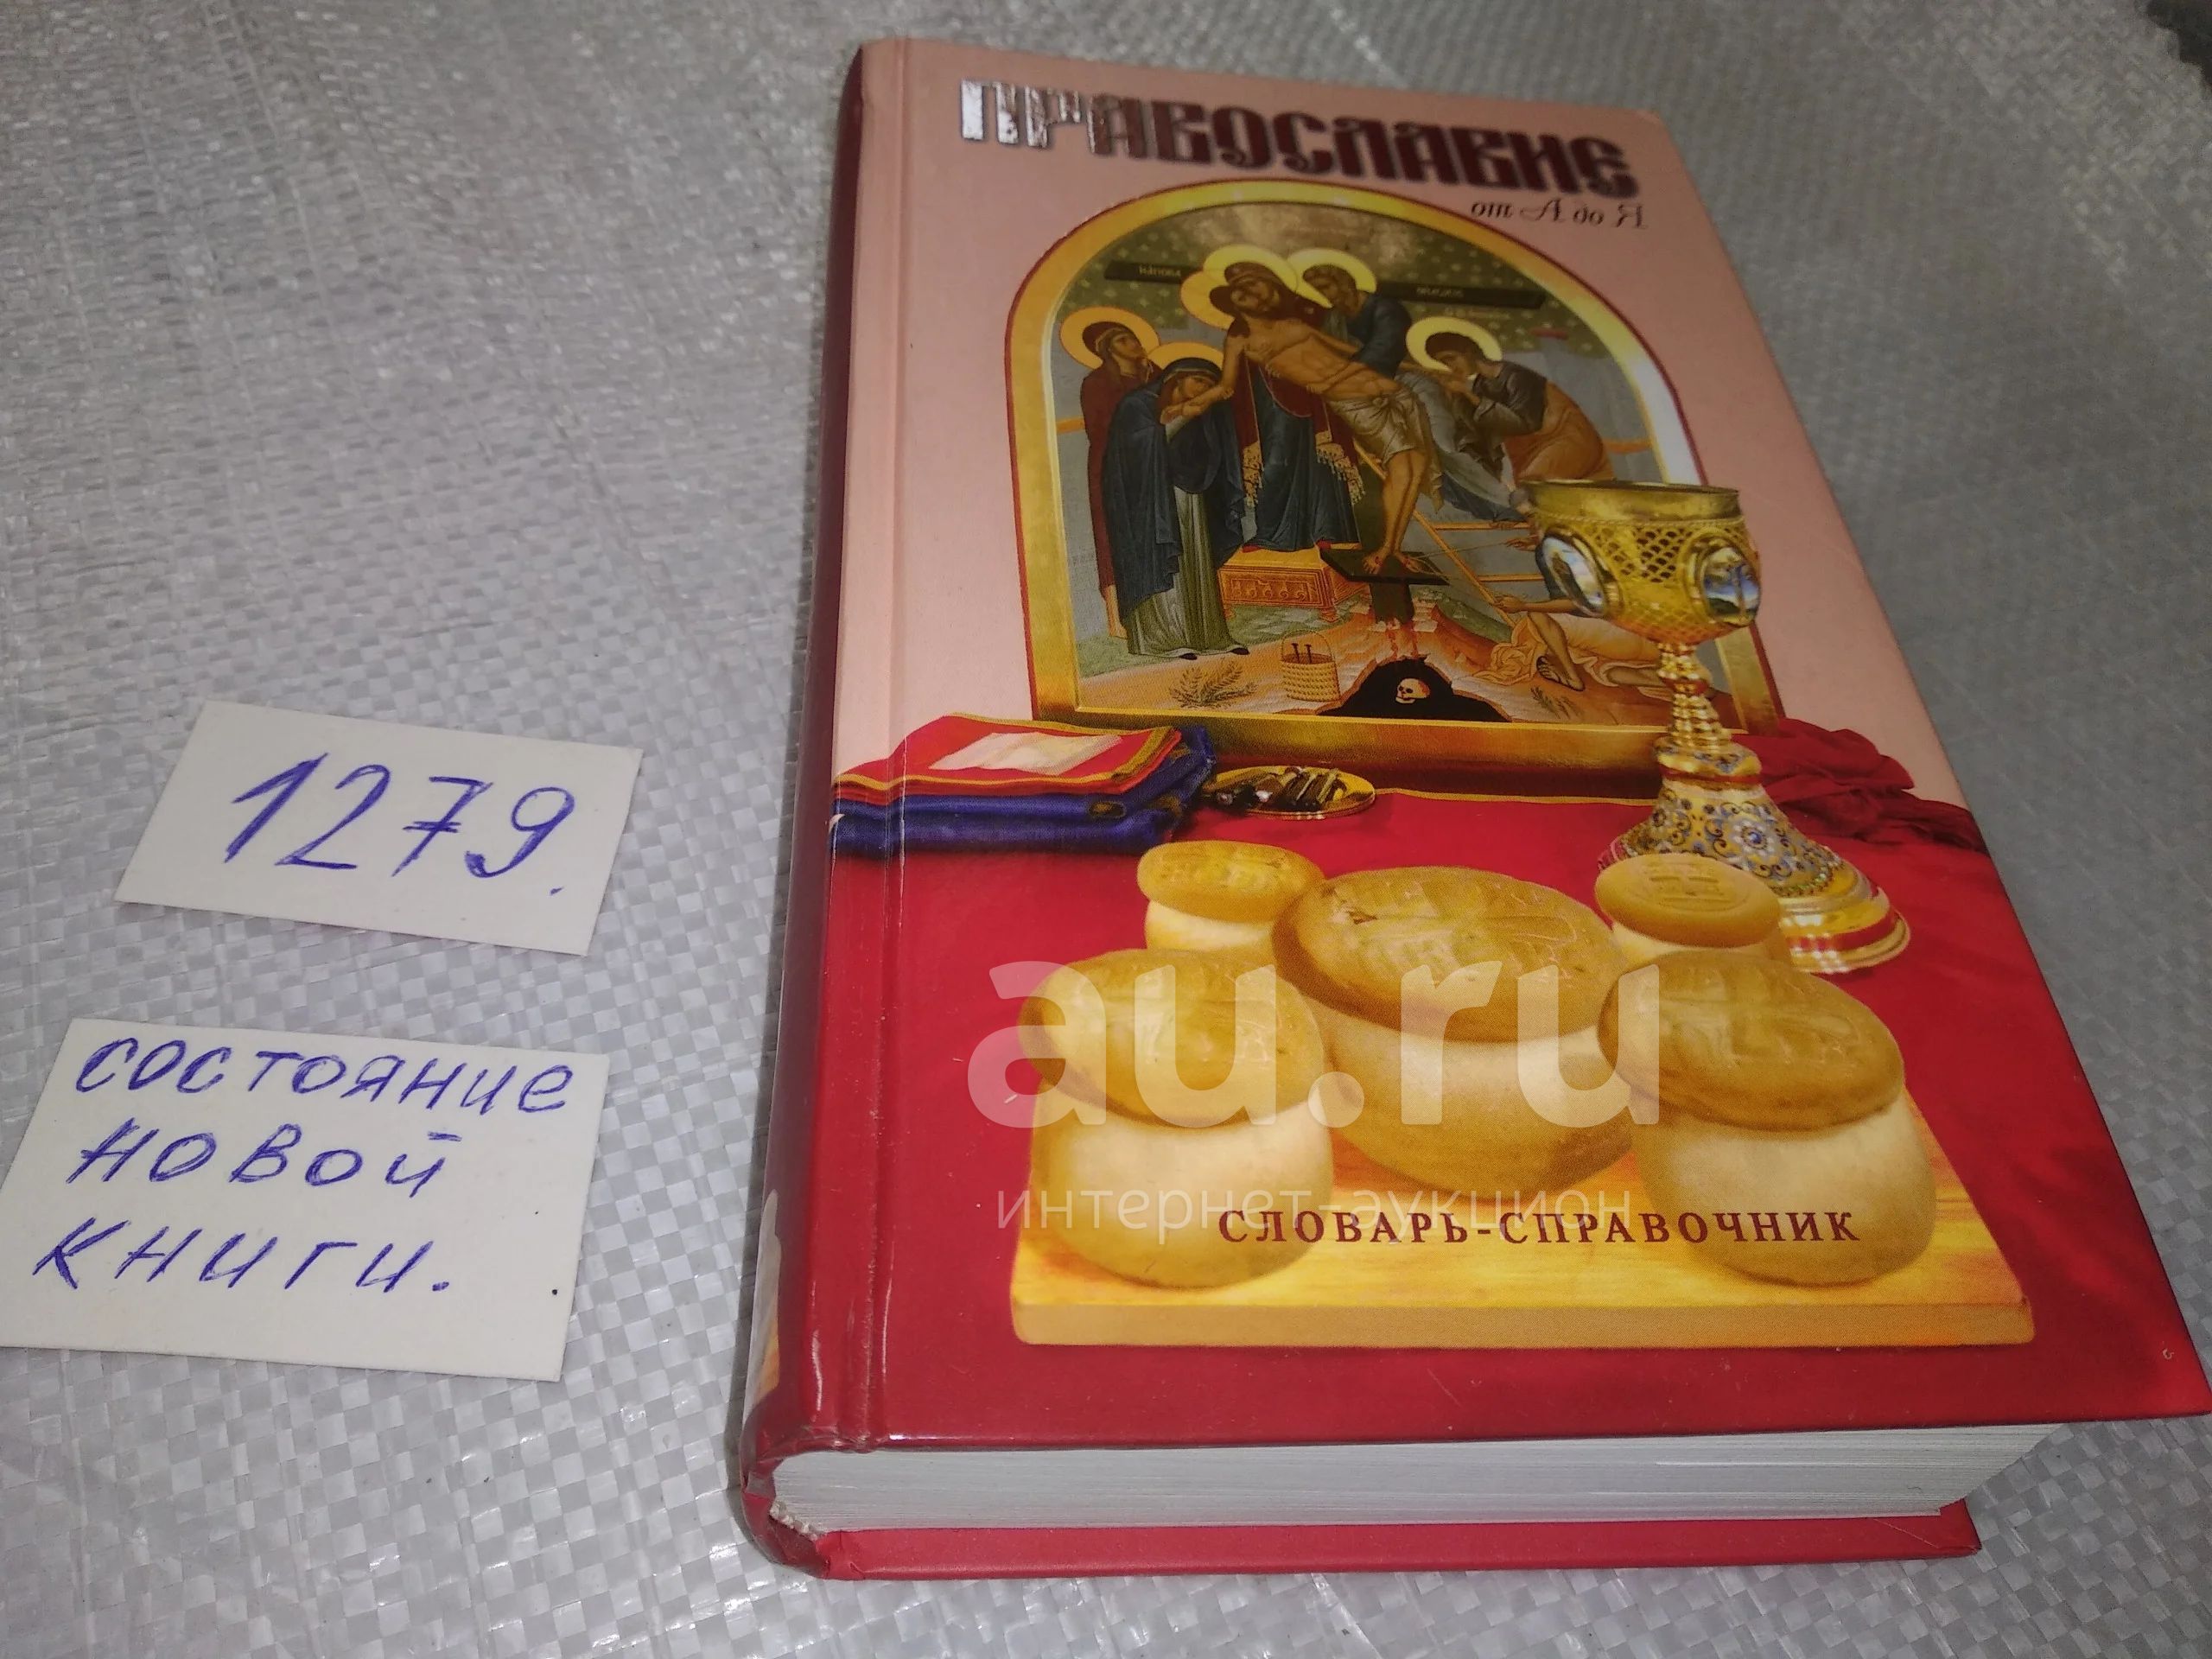 ПРАВОСЛАВИЕ
от А до Я
1279.
состояние
новой
книги.
au.ru
интернет-аукцион
СЛОВАРЬ-СПРАВОЧНИК